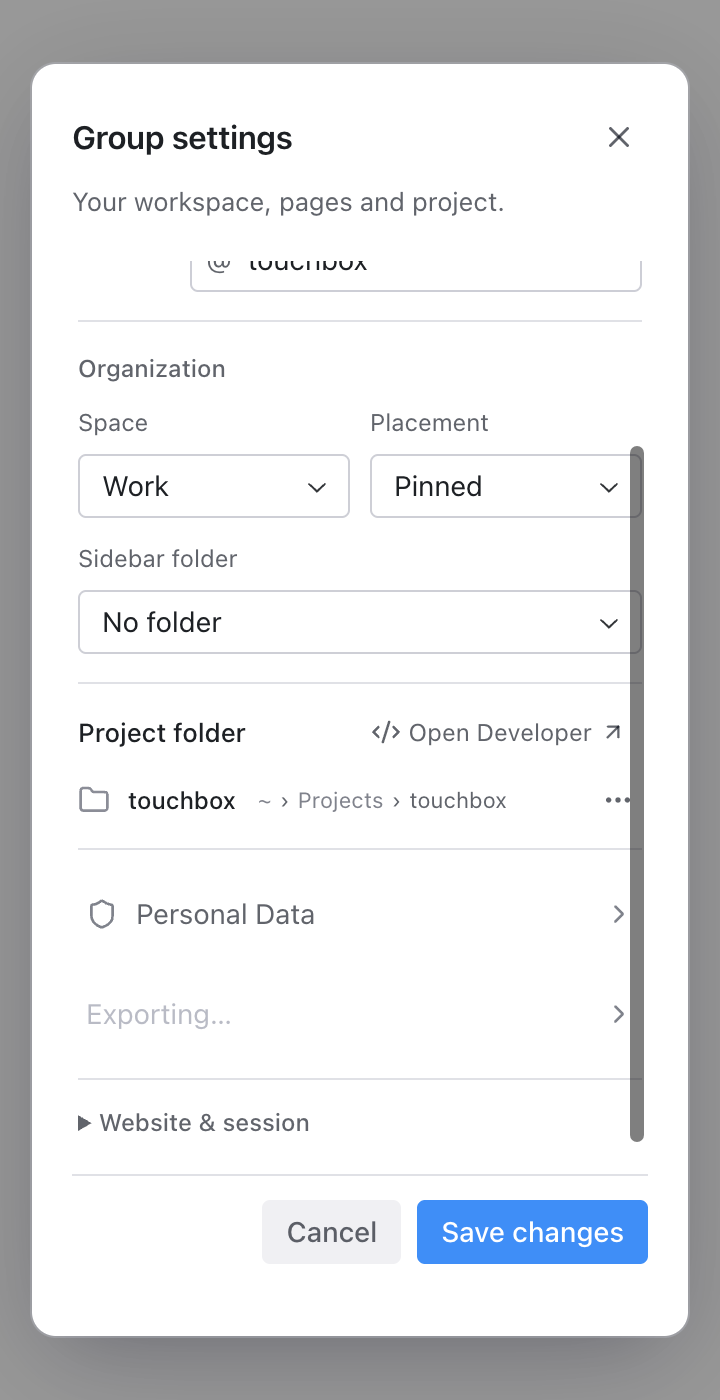 Group settings
Your workspace, pages and project.
@ touchbox
Organization
Space Placement
Work Pinned
Sidebar folder
No folder
Project folder </> Open Developer
touchbox ~ › Projects › touchbox
Personal Data
Exporting...
Website & session
Cancel Save changes